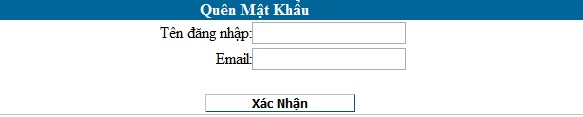 Quên Mật Khẩu
Tên đăng nhập:
Email:
Xác Nhận